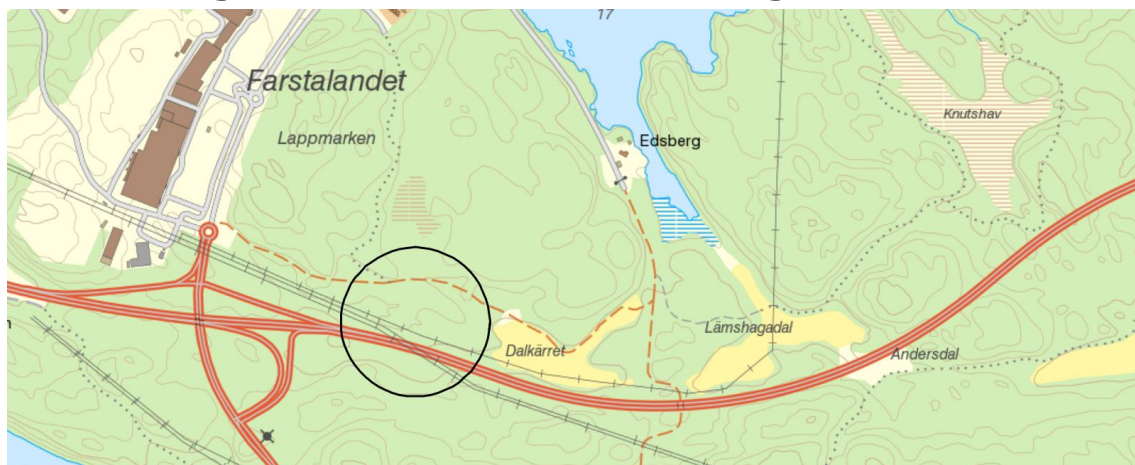 17
Farstalandet
Lappmarken
Edsberg
Knutshav
Lämshagadal
Dalkärret
Andersdal